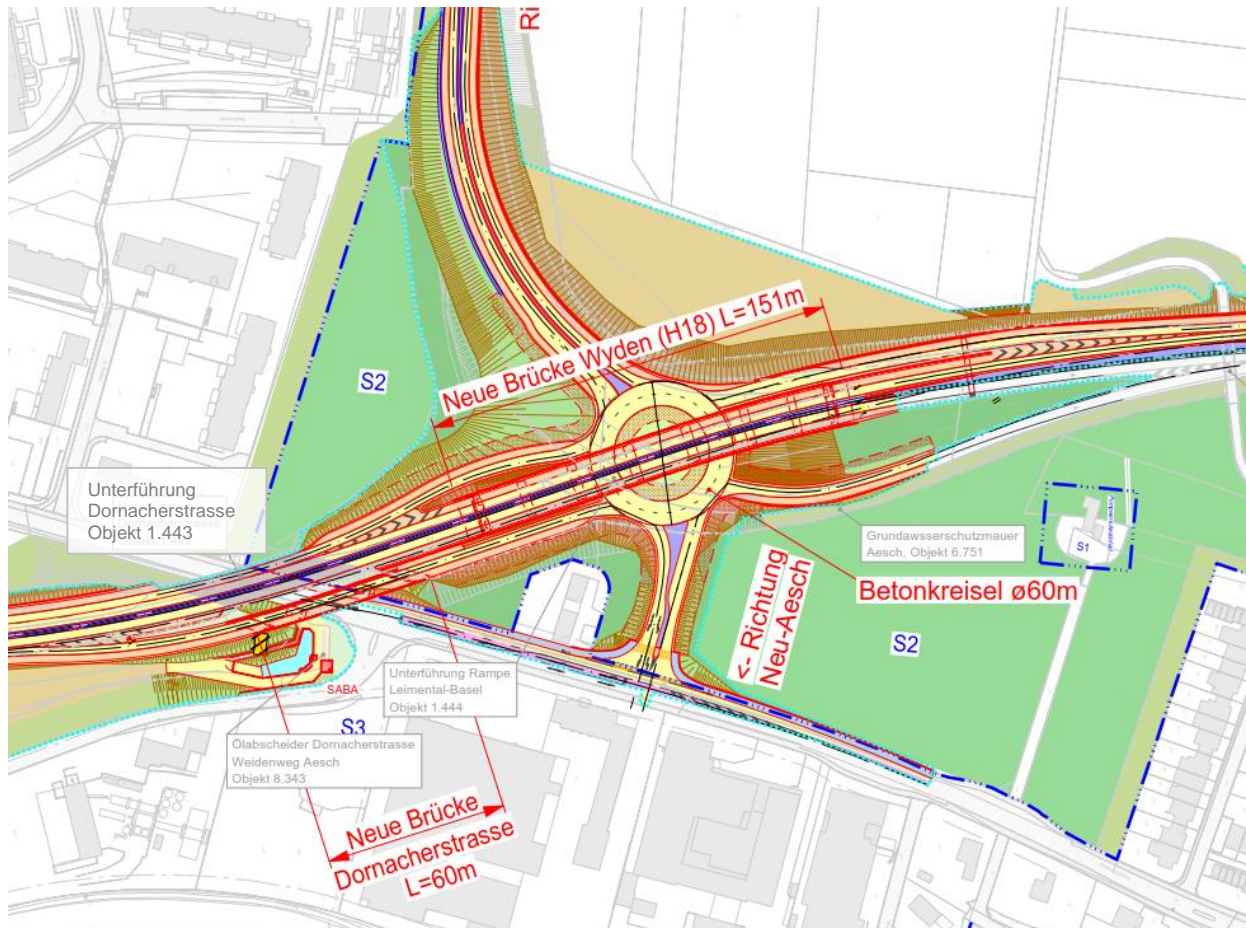 Ri
Neue Brücke Wyden (H18) L=151m
S2
Unterführung
Dornacherstrasse
Objekt 1.443
Grundawsserschutzmauer
Aesch, Objekt 6.751
S1
Betonkreisel ø60m
<- Richtung
Neu-Aesch
S2
Unterführung Rampe
Leimental-Basel
Objekt 1.444
SABA
S3
Ölabscheider Dornacherstrasse
Weidenweg Aesch
Objekt 8.343
Neue Brücke
Dornacherstrasse
L=60m